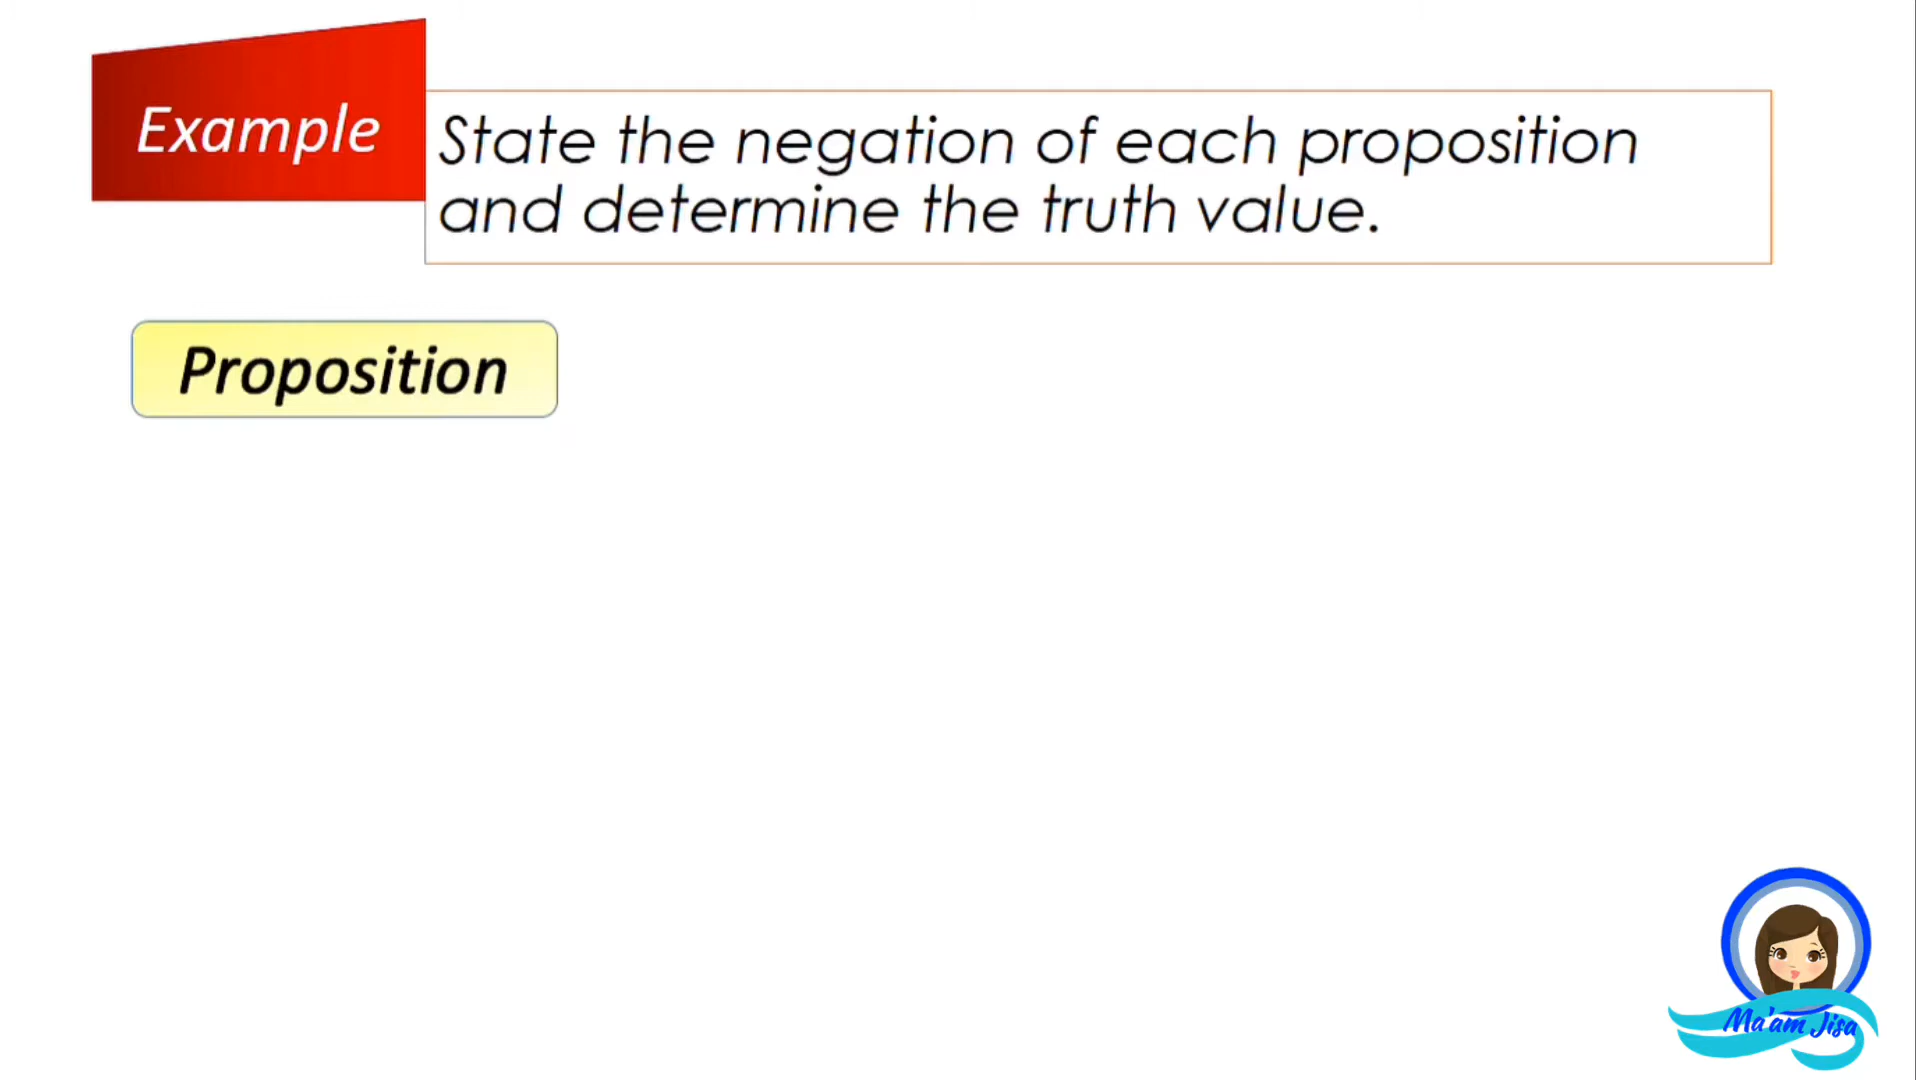 Example
State the negation of each proposition
and determine the truth value.
Proposition
Ma'am Jisa